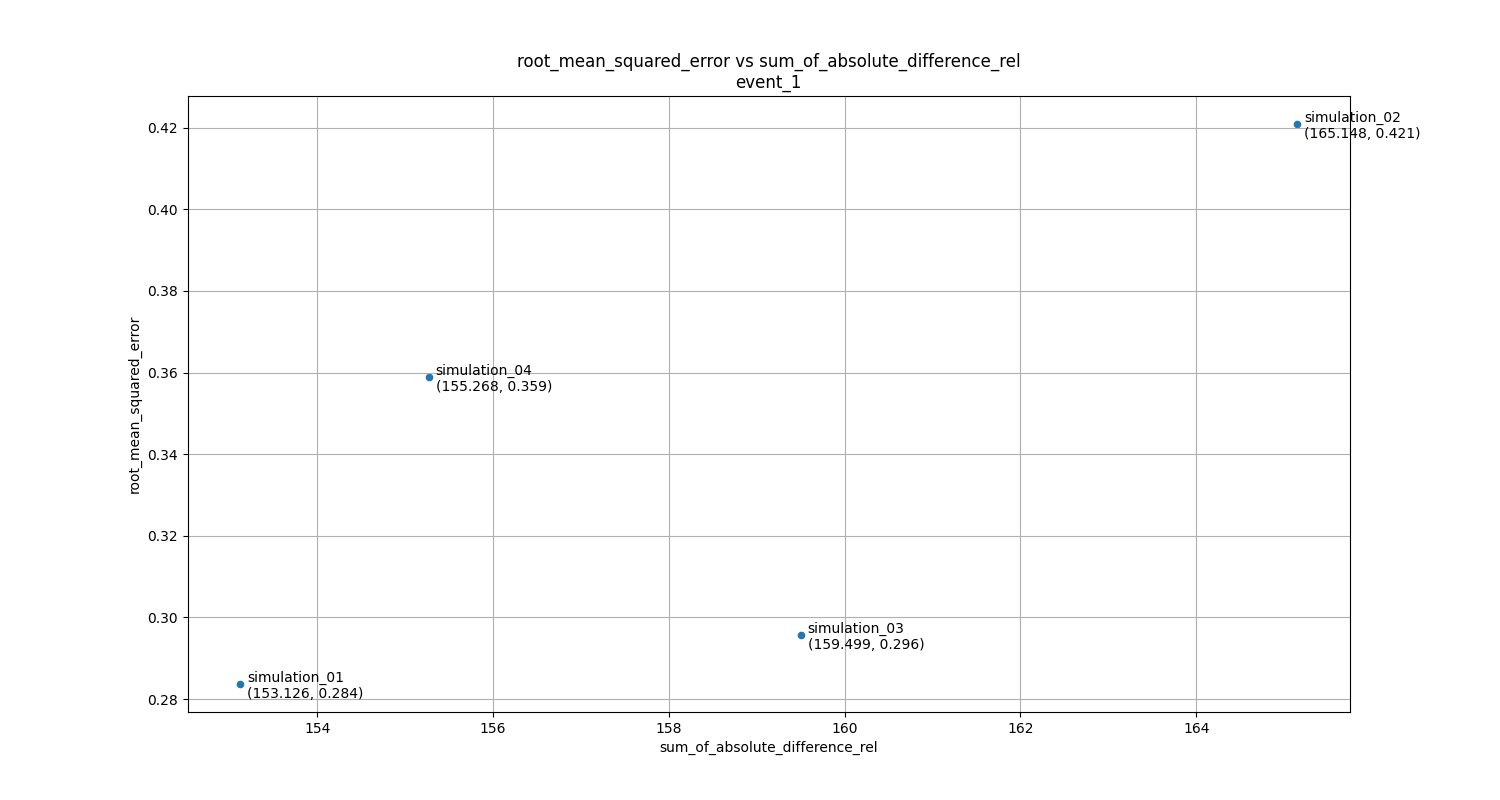 root_mean_squared_error vs sum_of_absolute_difference_rel
event_1
root_mean_squared_error
0.42
0.40
0.38
0.36
0.34
0.32
0.30
0.28
simulation_02
(165.148, 0.421)
simulation_04
(155.268, 0.359)
simulation_03
(159.499, 0.296)
simulation_01
(153.126, 0.284)
154
156
158
160
162
164
sum_of_absolute_difference_rel